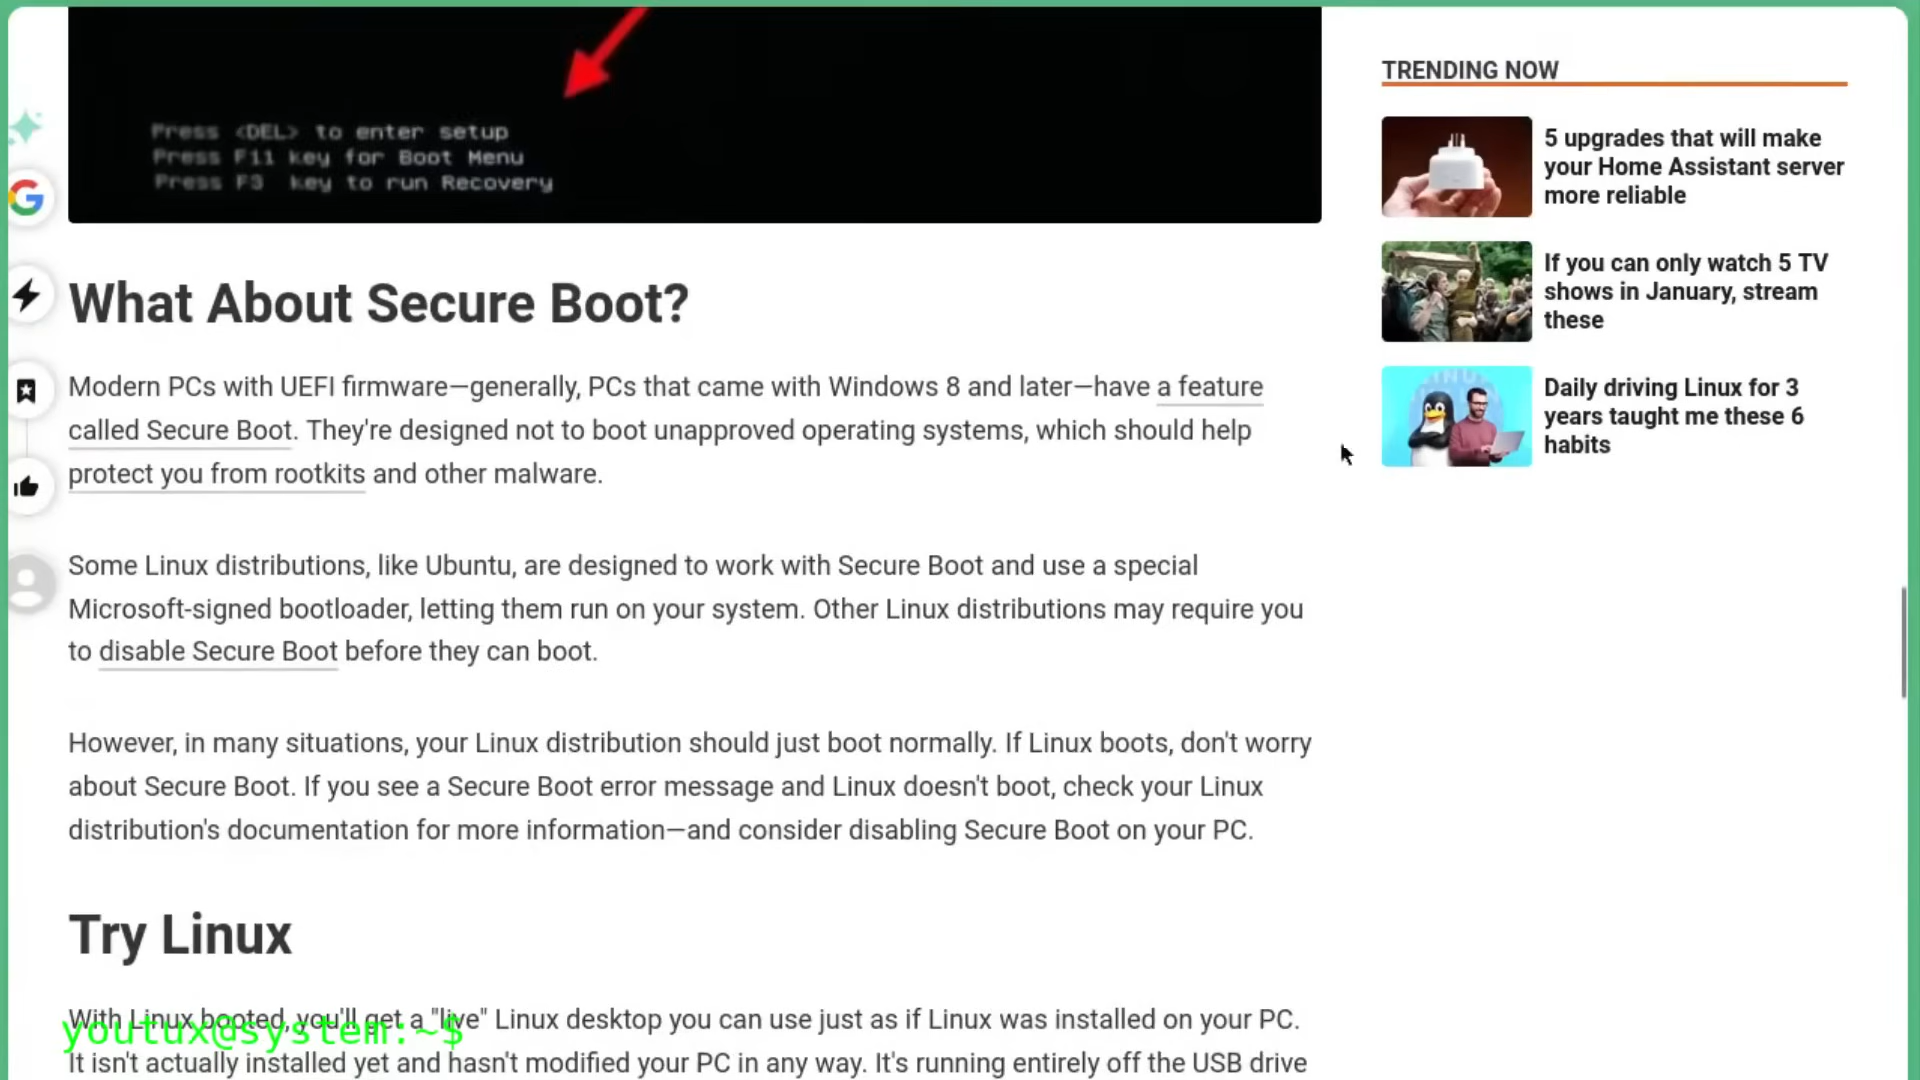 Press <DEL> to enter setup
Press F11 key for Boot Menu
Press F3 key to run Recovery
What About Secure Boot?
Modern PCs with UEFI firmware—generally, PCs that came with Windows 8 and later—have a feature
called Secure Boot. They're designed not to boot unapproved operating systems, which should help
protect you from rootkits and other malware.
Some Linux distributions, like Ubuntu, are designed to work with Secure Boot and use a special
Microsoft-signed bootloader, letting them run on your system. Other Linux distributions may require you
to disable Secure Boot before they can boot.
However, in many situations, your Linux distribution should just boot normally. If Linux boots, don't worry
about Secure Boot. If you see a Secure Boot error message and Linux doesn't boot, check your Linux
distribution's documentation for more information—and consider disabling Secure Boot on your PC.
Try Linux
With Linux booted, you'll get a "live" Linux desktop you can use just as if Linux was installed on your PC.
youtux@system:~$
It isn't actually installed yet and hasn't modified your PC in any way. It's running entirely off the USB drive
TRENDING NOW
5 upgrades that will make
your Home Assistant server
more reliable
If you can only watch 5 TV
shows in January, stream
these
Daily driving Linux for 3
years taught me these 6
habits